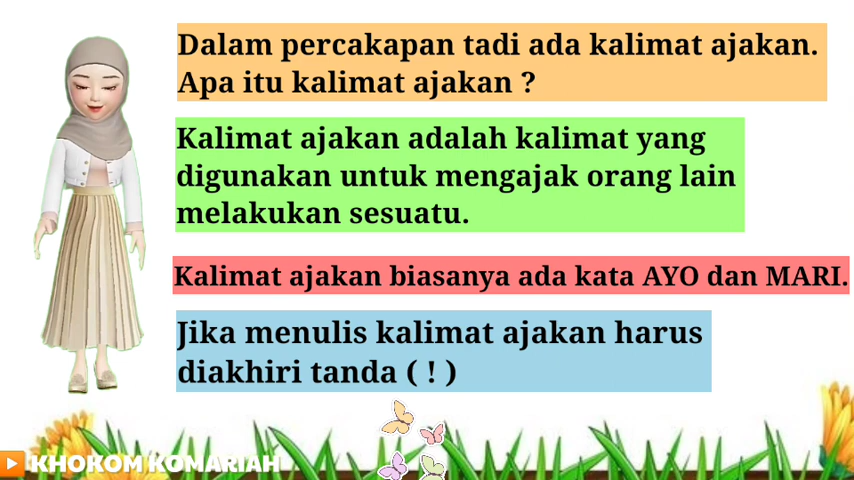 Dalam percakapan tadi ada kalimat ajakan.
Apa itu kalimat ajakan ?
Kalimat ajakan adalah kalimat yang
digunakan untuk mengajak orang lain
melakukan sesuatu.
Kalimat ajakan biasanya ada kata AYO dan MARI.
Jika menulis kalimat ajakan harus
diakhiri tanda ( ! )
KHOKOM KOMARIAH